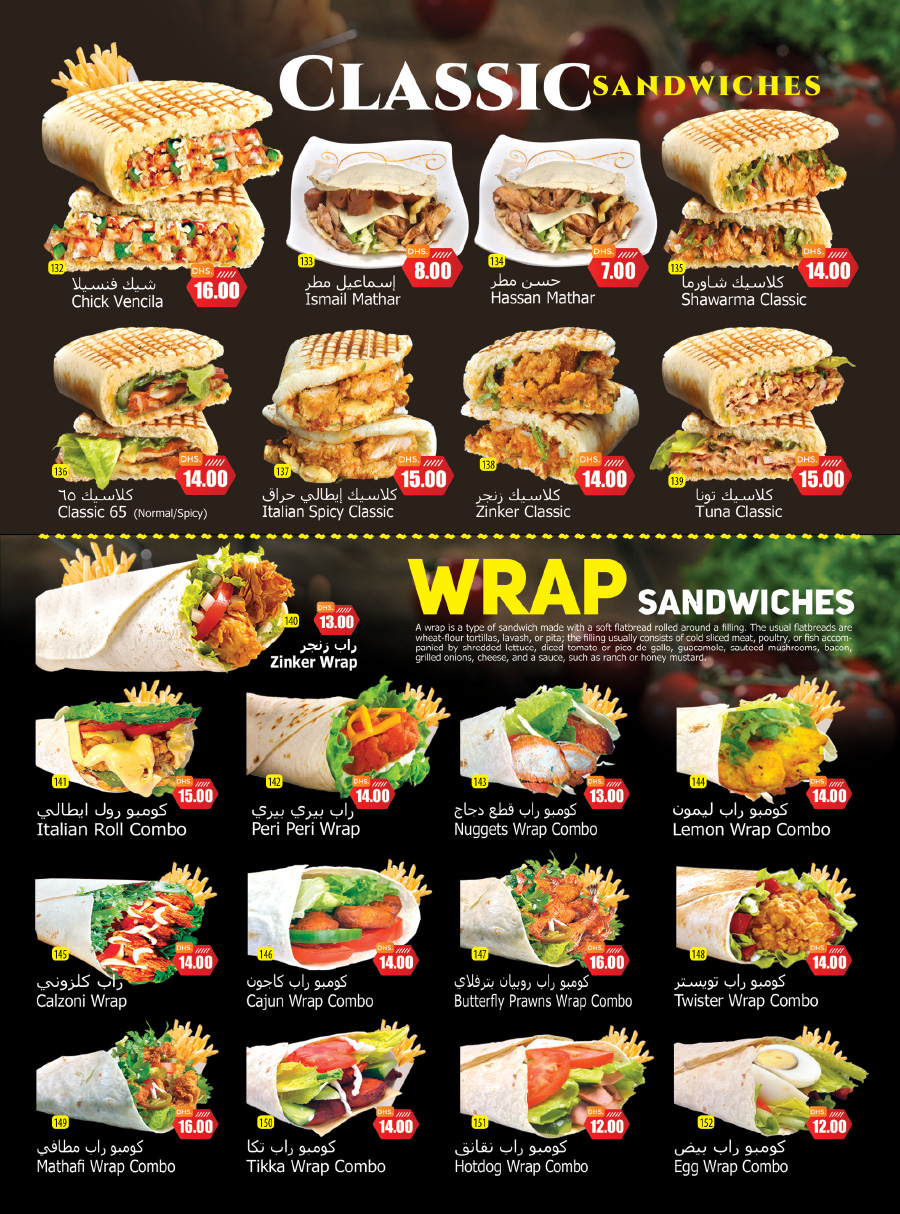 CLASSIC SANDWICHES
132
DHS.
16.00
شيك فنسيلا
Chick Vencila
133
DHS.
8.00
إسماعيل مطر
Ismail Mathar
134
DHS.
7.00
حسن مطر
Hassan Mathar
135
DHS.
14.00
كلاسيك شاورما
Shawarma Classic
136
DHS.
14.00
كلاسيك ٦٥
Classic 65 (Normal/Spicy)
137
DHS.
15.00
كلاسيك إيطالي حراق
Italian Spicy Classic
138
DHS.
14.00
كلاسيك زنجر
Zinker Classic
139
DHS.
15.00
كلاسيك تونا
Tuna Classic
WRAP SANDWICHES
A wrap is a type of sandwich made with a soft flatbread rolled around a filling. The usual flatbreads are
wheat-flour tortillas, lavash, or pita; the filling usually consists of cold sliced meat, poultry, or fish accom-
panied by shredded lettuce, diced tomato or pico de gallo, guacamole, sauteed mushrooms, bacon,
grilled onions, cheese, and a sauce, such as ranch or honey mustard.
140
DHS.
13.00
راب زنجر
Zinker Wrap
141
DHS.
15.00
كومبو رول ايطالي
Italian Roll Combo
142
DHS.
14.00
راب بيري بيري
Peri Peri Wrap
143
DHS.
13.00
كومبو راب قطع دجاج
Nuggets Wrap Combo
144
DHS.
14.00
كومبو راب ليمون
Lemon Wrap Combo
145
DHS.
14.00
راب كلزوني
Calzoni Wrap
146
DHS.
14.00
كومبو راب كاجون
Cajun Wrap Combo
147
DHS.
16.00
كومبو راب روبيان بترفلاي
Butterfly Prawns Wrap Combo
148
DHS.
14.00
كومبو راب تويستر
Twister Wrap Combo
149
DHS.
16.00
كومبو راب مطافي
Mathafi Wrap Combo
150
DHS.
14.00
كومبو راب تكا
Tikka Wrap Combo
151
DHS.
12.00
كومبو راب نقانق
Hotdog Wrap Combo
152
DHS.
12.00
كومبو راب بيض
Egg Wrap Combo